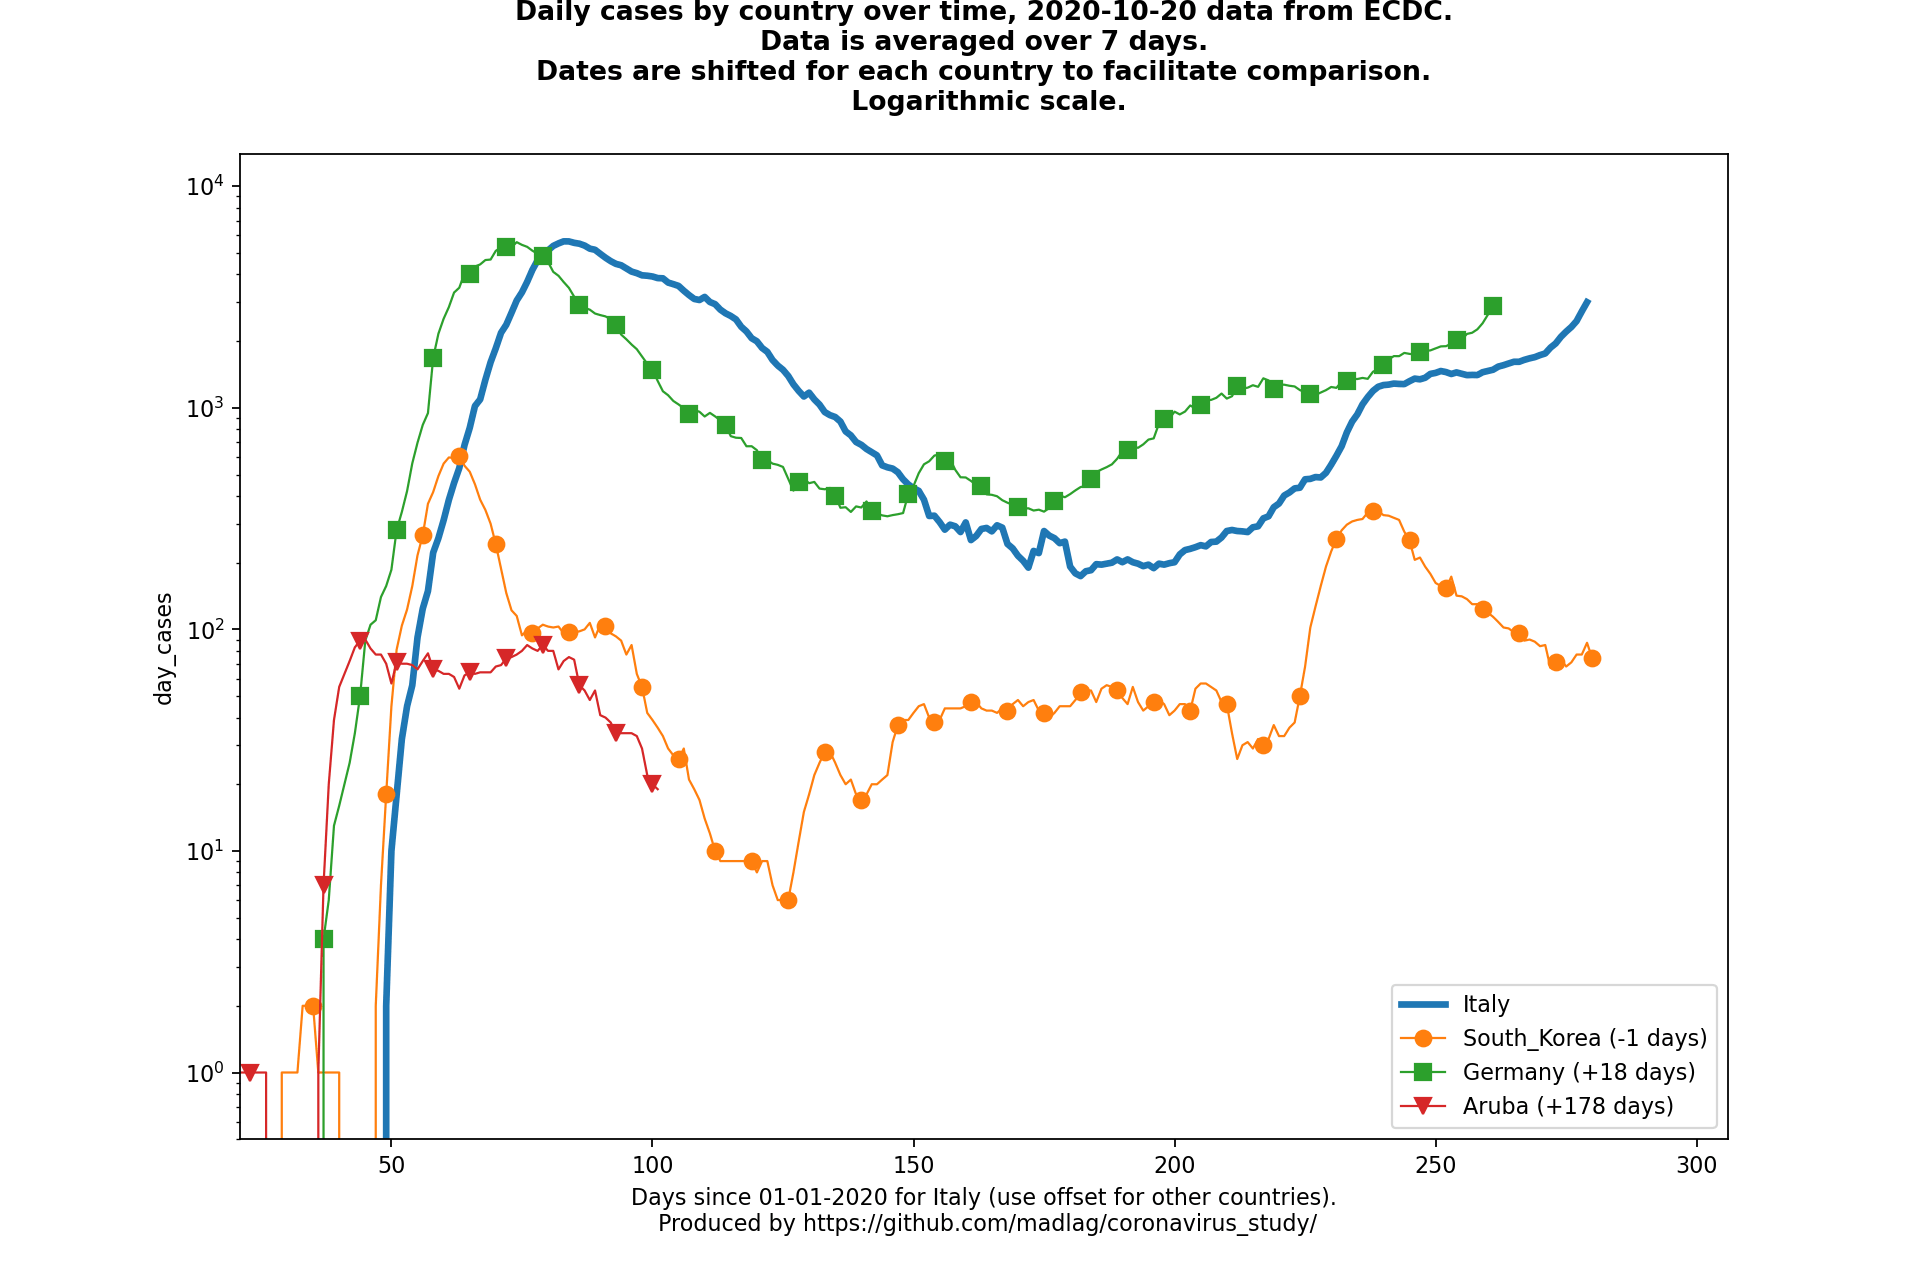 Daily cases by country over time, 2020-10-20 data from ECDC.
Data is averaged over 7 days.
Dates are shifted for each country to facilitate comparison.
Logarithmic scale.
10^4
10^3
10^2
10^1
10^0
day_cases
50 100 150 200 250 300
Days since 01-01-2020 for Italy (use offset for other countries).
Produced by https://github.com/madlag/coronavirus_study/
Italy
South_Korea (-1 days)
Germany (+18 days)
Aruba (+178 days)